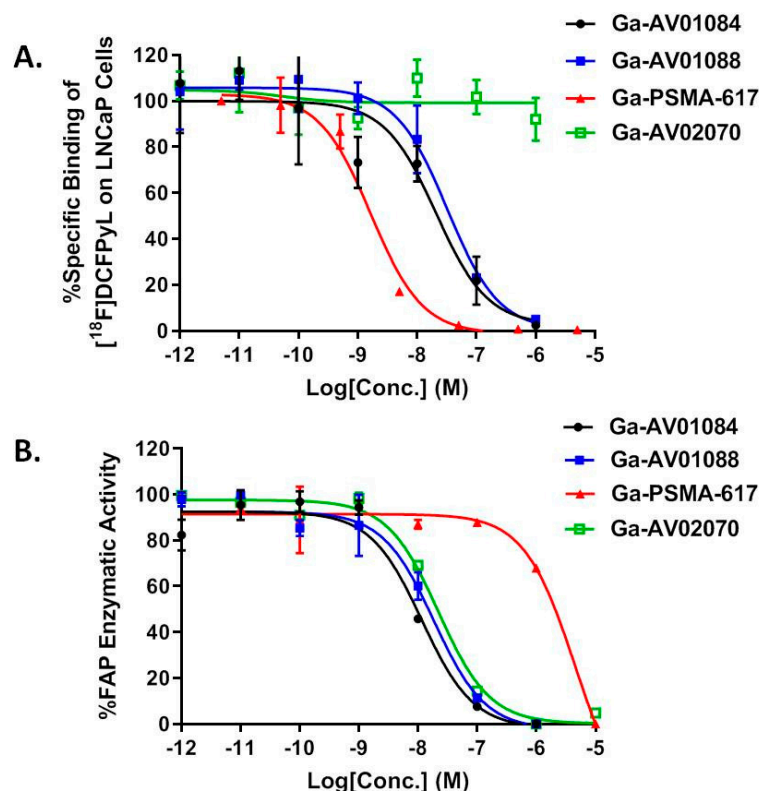 A.
%Specific Binding of
[¹⁸F]DCFPyL on LNCaP Cells
120
100
80
60
40
20
0
-12 -11 -10 -9 -8 -7 -6 -5
Log[Conc.] (M)
Ga-AV01084
Ga-AV01088
Ga-PSMA-617
Ga-AV02070
B.
%FAP Enzymatic Activity
120
100
80
60
40
20
0
-12 -11 -10 -9 -8 -7 -6 -5
Log[Conc.] (M)
Ga-AV01084
Ga-AV01088
Ga-PSMA-617
Ga-AV02070